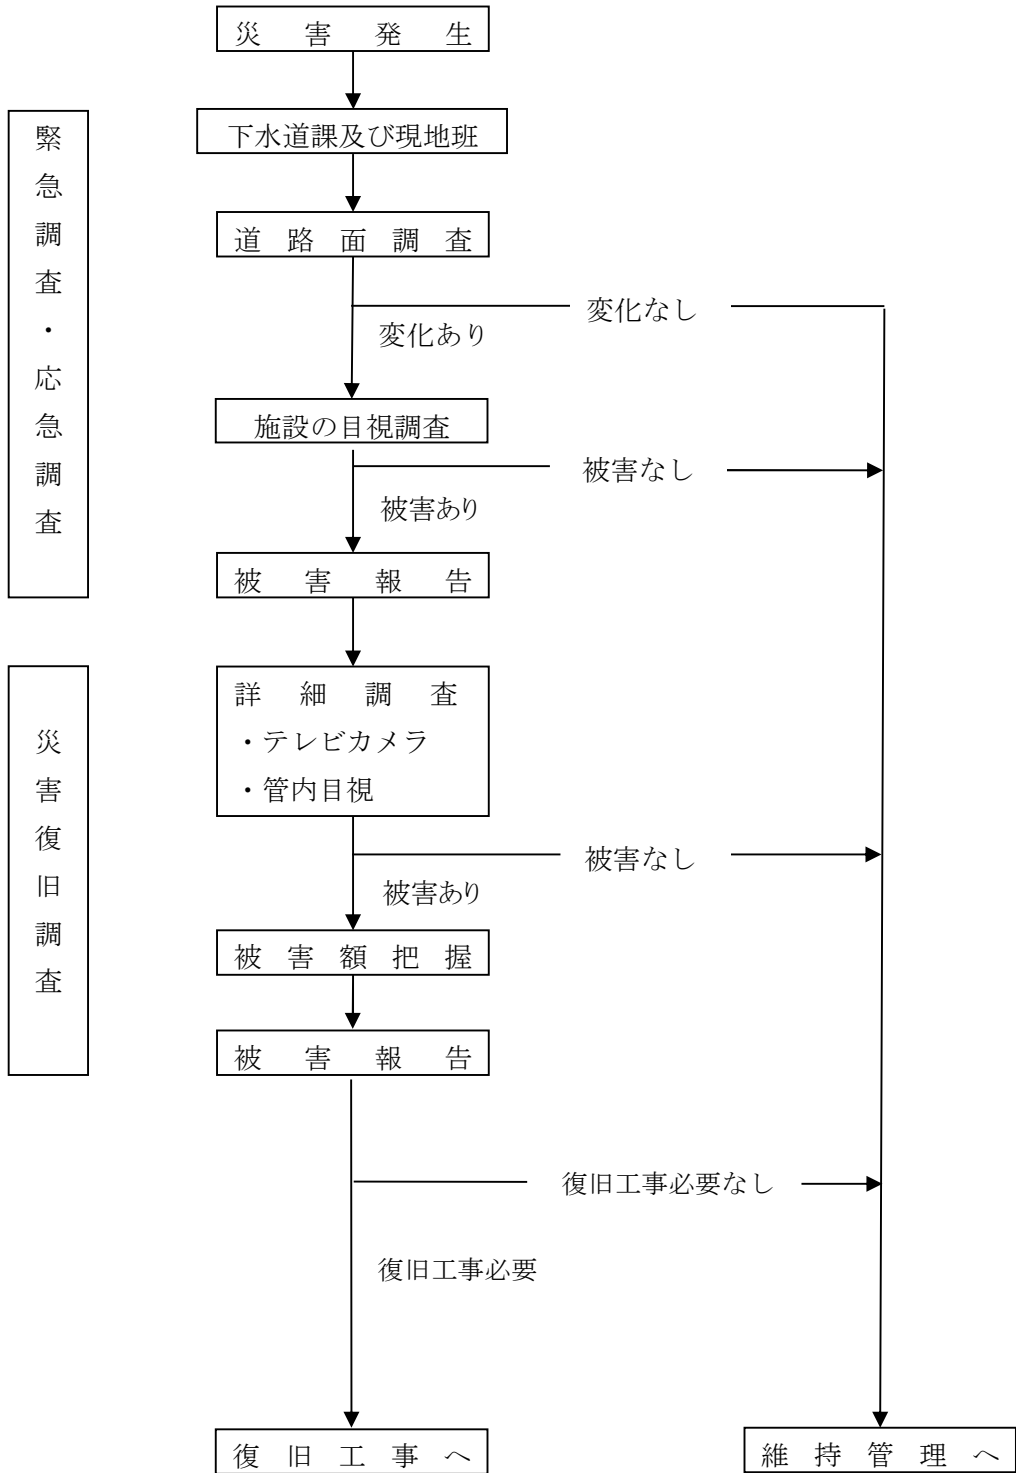 災害発生
下水道課及び現地班
緊急調査・応急調査
道路面調査
変化なし
変化あり
施設の目視調査
被害なし
被害あり
被害報告
災害復旧調査
詳細調査
・テレビカメラ
・管内目視
被害なし
被害あり
被害額把握
被害報告
復旧工事必要なし
復旧工事必要
復旧工事へ
維持管理へ